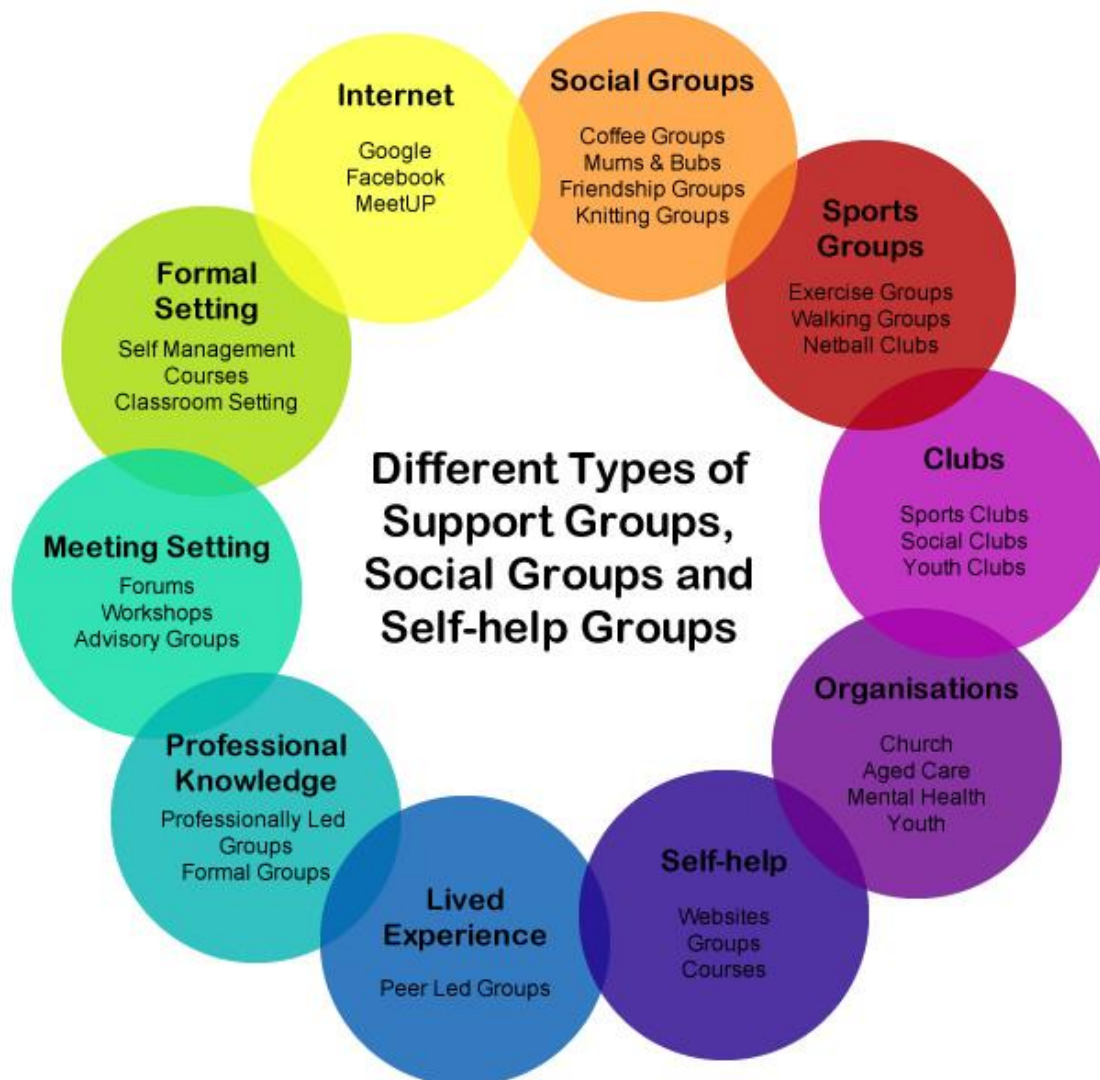 Internet
Google
Facebook
MeetUP
Social Groups
Coffee Groups
Mums & Bubs
Friendship Groups
Knitting Groups
Sports
Groups
Exercise Groups
Walking Groups
Netball Clubs
Clubs
Sports Clubs
Social Clubs
Youth Clubs
Organisations
Church
Aged Care
Mental Health
Youth
Self-help
Websites
Groups
Courses
Lived
Experience
Peer Led Groups
Professional
Knowledge
Professionally Led
Groups
Formal Groups
Meeting Setting
Forums
Workshops
Advisory Groups
Formal
Setting
Self Management
Courses
Classroom Setting
Different Types of
Support Groups,
Social Groups and
Self-help Groups